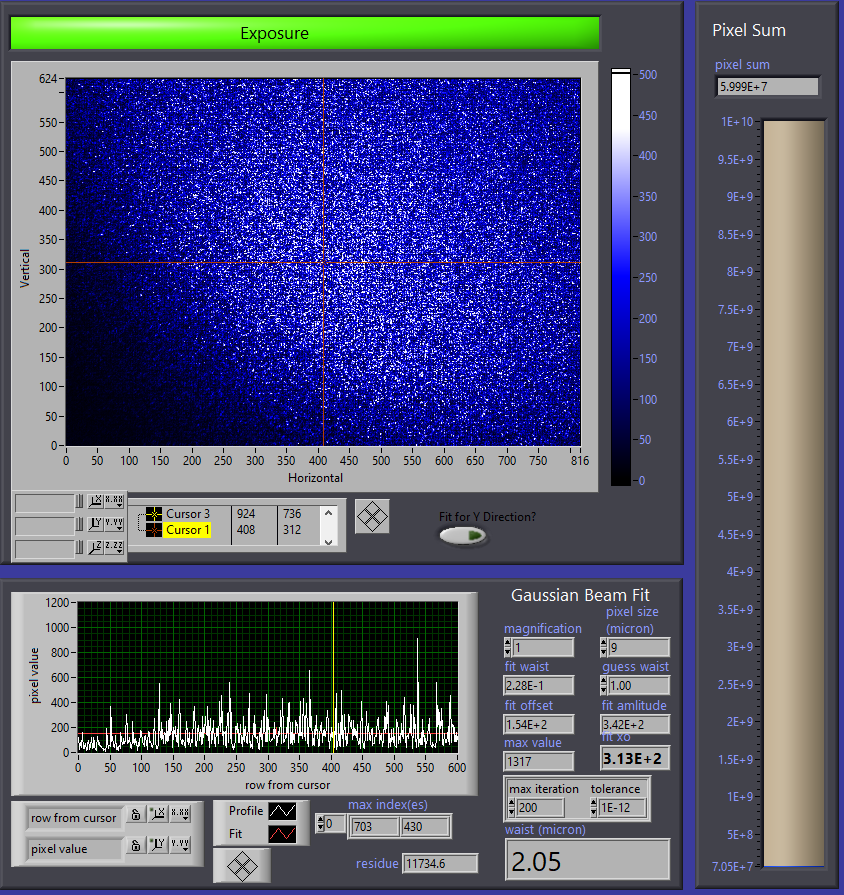 Exposure
624
550
500
450
400
350
300
250
200
150
100
50
0
Vertical
0 50 100 150 200 250 300 350 400 450 500 550 600 650 700 750 816
Horizontal
500
450
400
350
300
250
200
150
100
50
0
X X.XX
Y Y.YY
Z Z.ZZ
Cursor 3 924 736
Cursor 1 408 312
Fit for Y Direction?
Pixel Sum
pixel sum
5.999E+7
1E+10
9.5E+9
9E+9
8.5E+9
8E+9
7.5E+9
7E+9
6.5E+9
6E+9
5.5E+9
5E+9
4.5E+9
4E+9
3.5E+9
3E+9
2.5E+9
2E+9
1.5E+9
1E+9
5E+8
7.05E+7
1200
1000
800
600
400
200
0
pixel value
0 50 100 150 200 250 300 350 400 450 500 550 600
row from cursor
row from cursor X X.XX
pixel value Y Y.YY
Profile
Fit
max index(es)
0 703 430
residue 11734.6
Gaussian Beam Fit
magnification
1
pixel size
(micron)
9
fit waist
2.28E-1
guess waist
1.00
fit offset
1.54E+2
fit amlitude
3.42E+2
max value
1317
fit xo
3.13E+2
max iteration tolerance
200 1E-12
waist (micron)
2.05